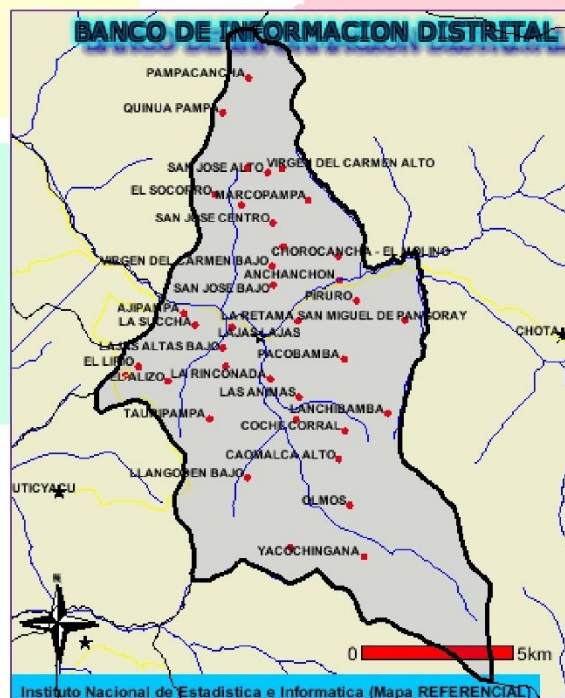 BANCO DE INFORMACION DISTRITAL
PAMPACANCHA
QUINUA PAMPA
SAN JOSE ALTO
VIRGEN DEL CARMEN ALTO
EL SOCORRO
MARCOPAMPA
SAN JOSE CENTRO
CHOROCANCHA - EL MOLINO
VIRGEN DEL CARMEN BAJO
ANCHANCHON
SAN JOSE BAJO
PIRURO
AJIPAMPA
LA RETAMA
SAN MIGUEL DE PANGORAY
LA SUCCHA
LAJAS LAJAS
CHOTA
LAJAS ALTAS BAJO
PACOBAMBA
EL LIRIO
EL ALIZO
LA RINCONADA
LAS ANIMAS
TAURIPAMPA
LANCHIBAMBA
COCHE CORRAL
CAOMALCA ALTO
LLANGODEN BAJO
UTICYACU
OLMOS
YACOCHINGANA
N
0 5km
Instituto Nacional de Estadistica e Informatica (Mapa REFERENCIAL)